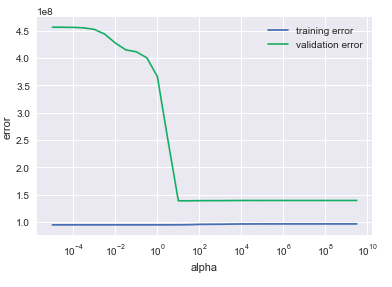 1e8
4.5
4.0
3.5
3.0
2.5
2.0
1.5
1.0
error
training error
validation error
10⁻⁴ 10⁻² 10⁰ 10² 10⁴ 10⁶ 10⁸ 10¹⁰
alpha